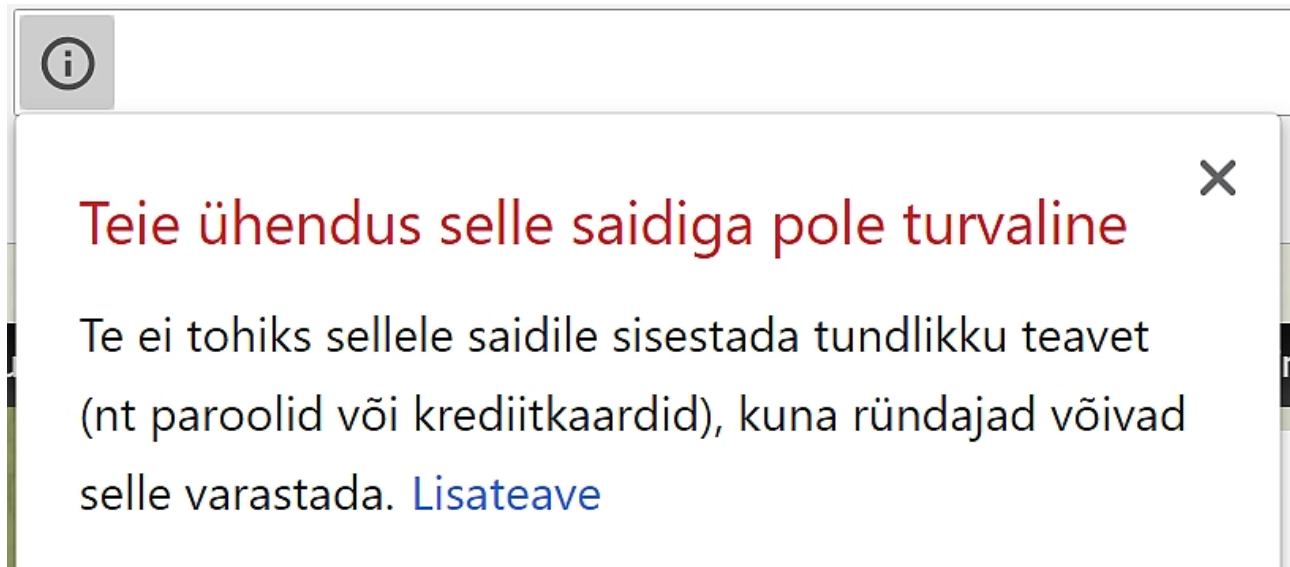 Teie ühendus selle saidiga pole turvaline
Te ei tohiks sellele saidile sisestada tundlikku teavet
(nt paroolid või krediitkaardid), kuna ründajad võivad
selle varastada. Lisateave